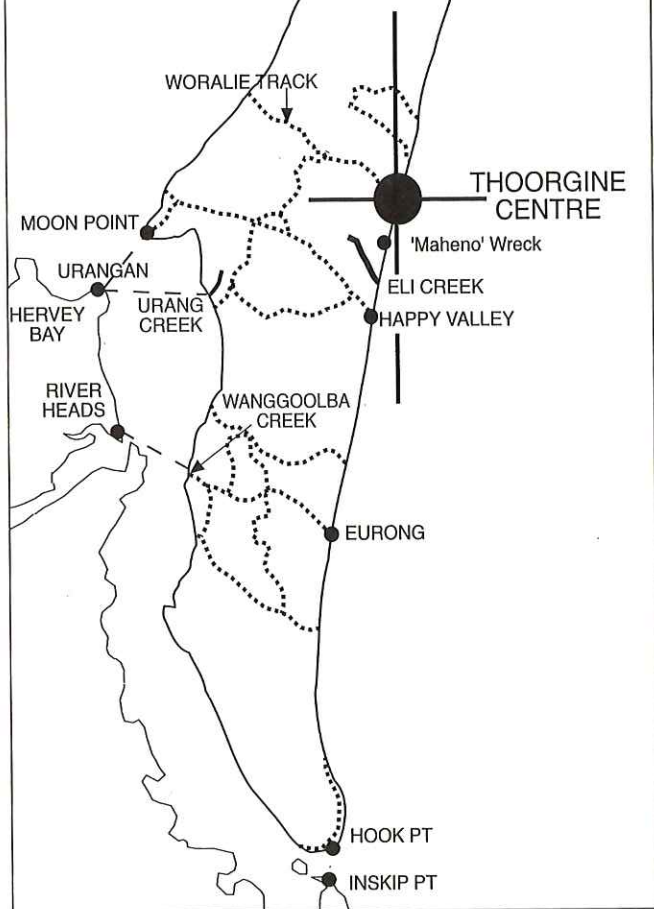 WORALIE TRACK
THOORGINE
CENTRE
MOON POINT
'Maheno' Wreck
URANGAN
ELI CREEK
HERVEY
BAY
URANG
CREEK
HAPPY VALLEY
RIVER
HEADS
WANGGOOLBA
CREEK
EURONG
HOOK PT
INSKIP PT